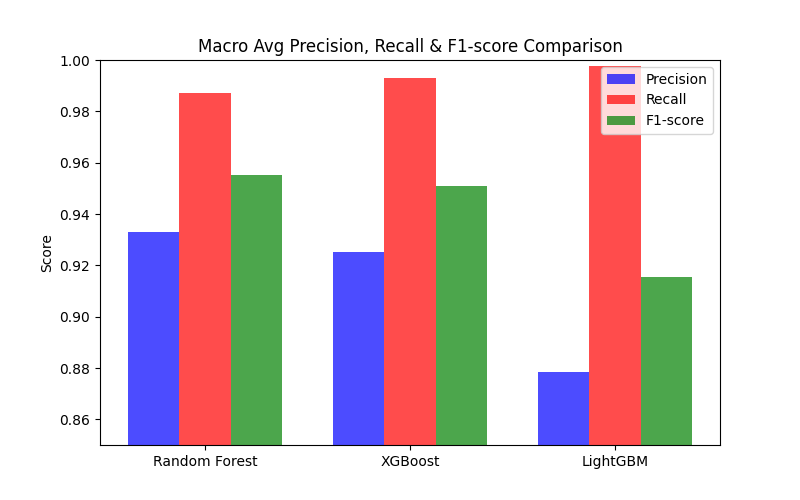 Macro Avg Precision, Recall & F1-score Comparison
1.00
0.98
0.96
0.94
0.92
0.90
0.88
0.86
Score
Precision
Recall
F1-score
Random Forest
XGBoost
LightGBM